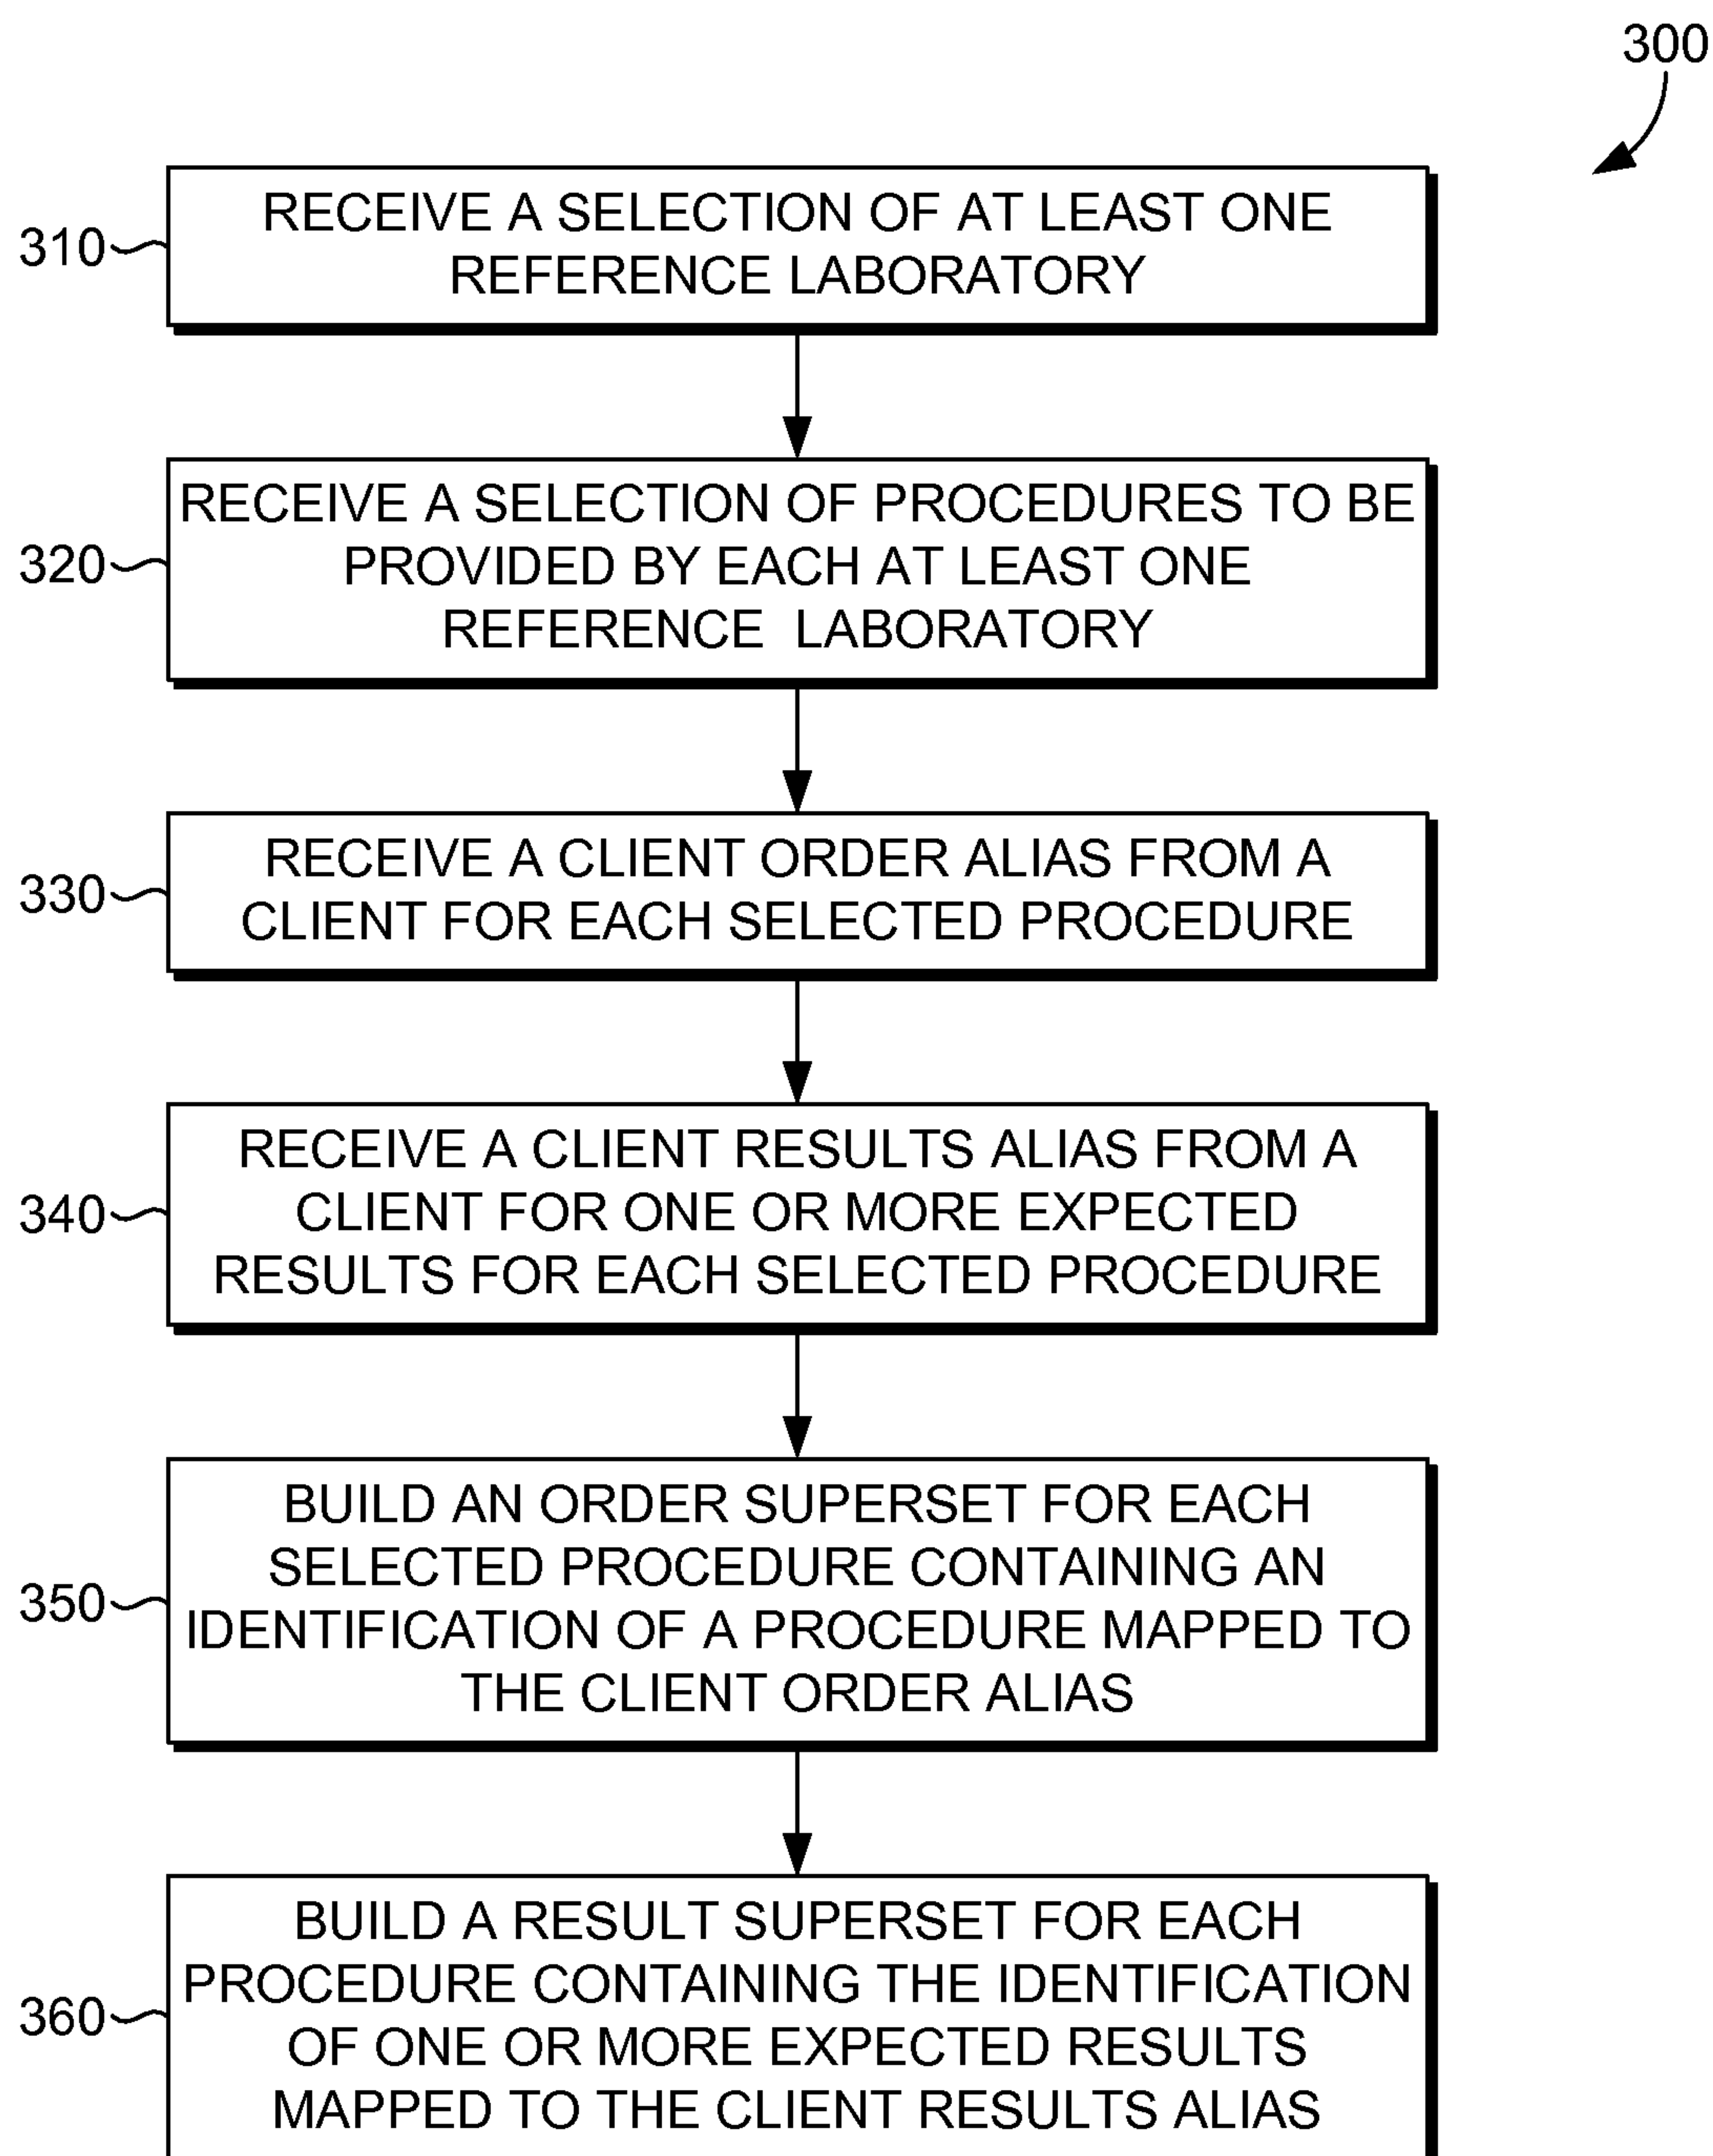 300
310
RECEIVE A SELECTION OF AT LEAST ONE
REFERENCE LABORATORY
320
RECEIVE A SELECTION OF PROCEDURES TO BE
PROVIDED BY EACH AT LEAST ONE
REFERENCE LABORATORY
330
RECEIVE A CLIENT ORDER ALIAS FROM A
CLIENT FOR EACH SELECTED PROCEDURE
340
RECEIVE A CLIENT RESULTS ALIAS FROM A
CLIENT FOR ONE OR MORE EXPECTED
RESULTS FOR EACH SELECTED PROCEDURE
350
BUILD AN ORDER SUPERSET FOR EACH
SELECTED PROCEDURE CONTAINING AN
IDENTIFICATION OF A PROCEDURE MAPPED TO
THE CLIENT ORDER ALIAS
360
BUILD A RESULT SUPERSET FOR EACH
PROCEDURE CONTAINING THE IDENTIFICATION
OF ONE OR MORE EXPECTED RESULTS
MAPPED TO THE CLIENT RESULTS ALIAS